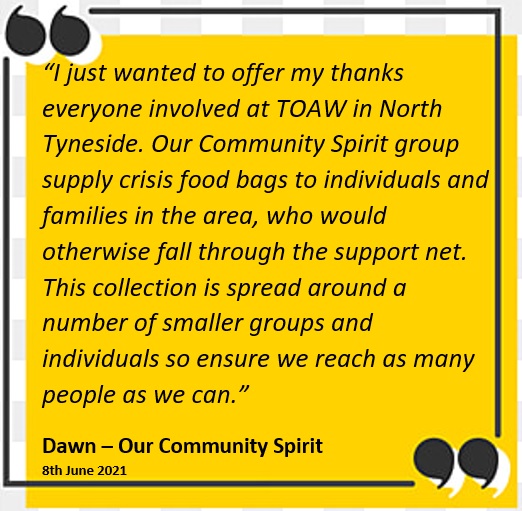 “I just wanted to offer my thanks
everyone involved at TOAW in North
Tyneside. Our Community Spirit group
supply crisis food bags to individuals and
families in the area, who would
otherwise fall through the support net.
This collection is spread around a
number of smaller groups and
individuals so ensure we reach as many
people as we can.”
Dawn – Our Community Spirit
8th June 2021